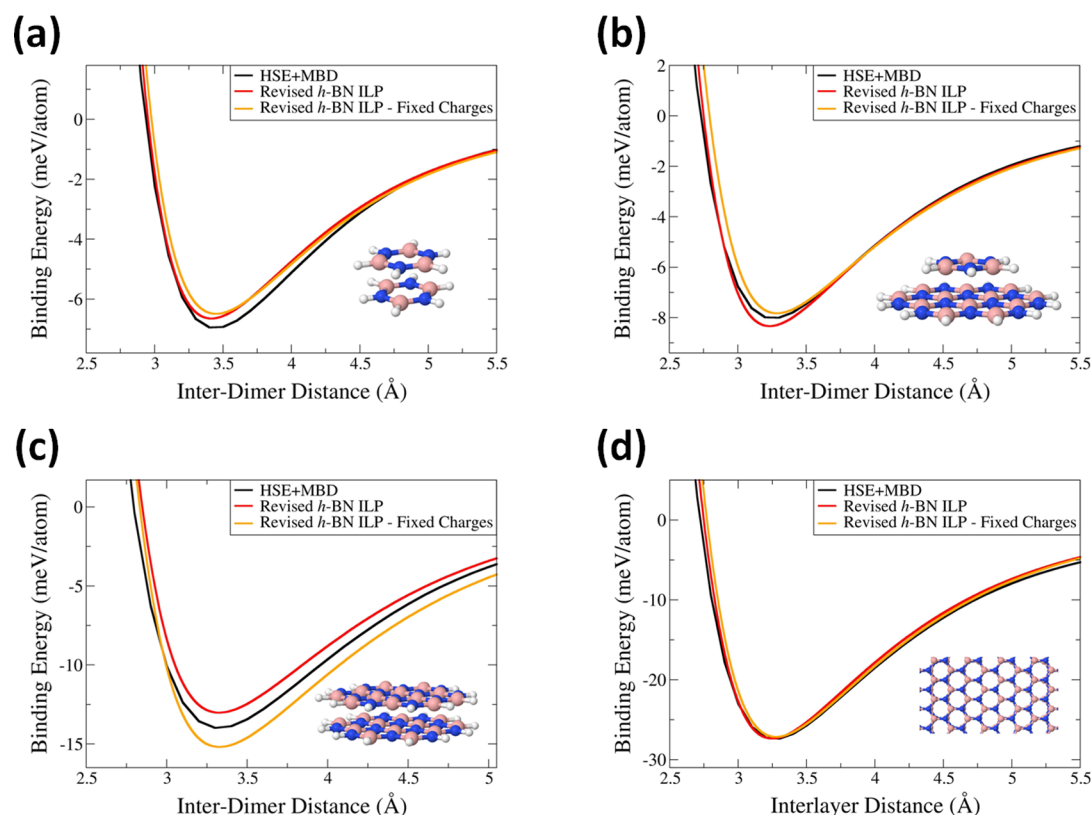 (a)
HSE+MBD
Revised h-BN ILP
Revised h-BN ILP - Fixed Charges
0
-2
-4
-6
Binding Energy (meV/atom)
2.5 3 3.5 4 4.5 5 5.5
Inter-Dimer Distance (Å)
(b)
HSE+MBD
Revised h-BN ILP
Revised h-BN ILP - Fixed Charges
2
0
-2
-4
-6
-8
Binding Energy (meV/atom)
2.5 3 3.5 4 4.5 5 5.5
Inter-Dimer Distance (Å)
(c)
HSE+MBD
Revised h-BN ILP
Revised h-BN ILP - Fixed Charges
0
-5
-10
-15
Binding Energy (meV/atom)
2.5 3 3.5 4 4.5 5
Inter-Dimer Distance (Å)
(d)
HSE+MBD
Revised h-BN ILP
Revised h-BN ILP - Fixed Charges
0
-10
-20
-30
Binding Energy (meV/atom)
2.5 3 3.5 4 4.5 5 5.5
Interlayer Distance (Å)